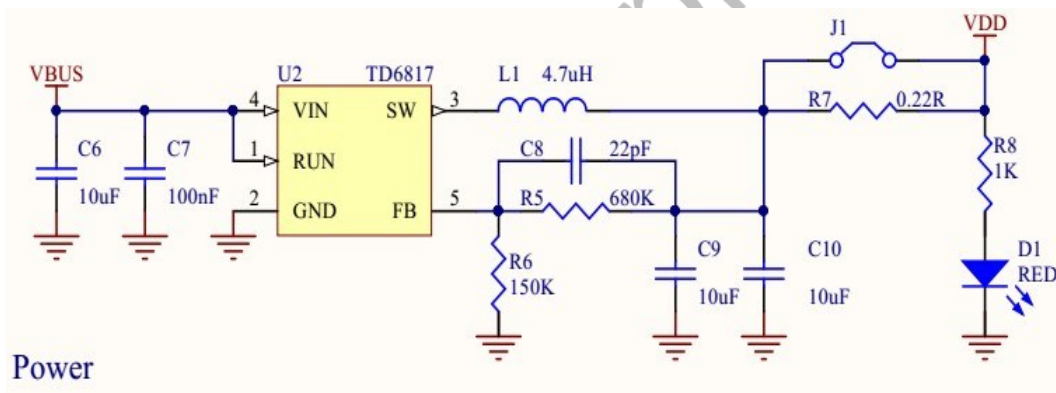 J1
VDD
VBUS
U2 TD6817 L1 4.7uH
4 VIN SW 3
R7 0.22R
C6 C7
1 RUN
C8 22pF
R8
1K
10uF 100nF
2 GND FB 5
R5 680K
R6
150K
C9 C10
10uF 10uF
D1
RED
Power